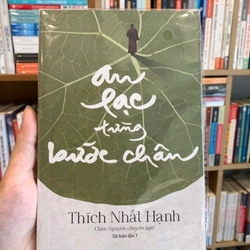 an
lạc
từng
bước chân
Thích Nhất Hạnh
Chân Nguyên chuyển ngữ
Tái bản lần 1